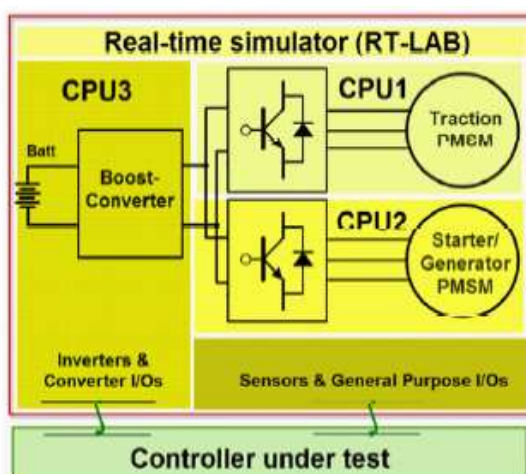 Real-time simulator (RT-LAB)
CPU3
CPU1
Batt
Boost-
Converter
Traction
PMSM
CPU2
Starter/
Generator
PMSM
Inverters &
Converter I/Os
Sensors & General Purpose I/Os
Controller under test